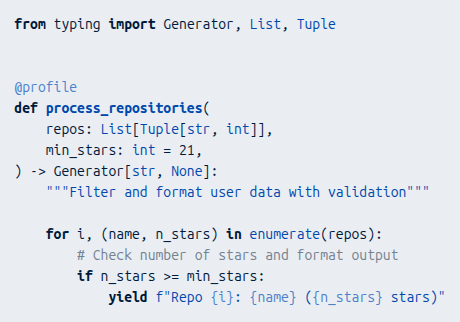 from typing import Generator, List, Tuple
@profile
def process_repositories(
    repos: List[Tuple[str, int]],
    min_stars: int = 21,
) -> Generator[str, None]:
    """Filter and format user data with validation"""
    for i, (name, n_stars) in enumerate(repos):
        # Check number of stars and format output
        if n_stars >= min_stars:
            yield f"Repo {i}: {name} ({n_stars} stars)"